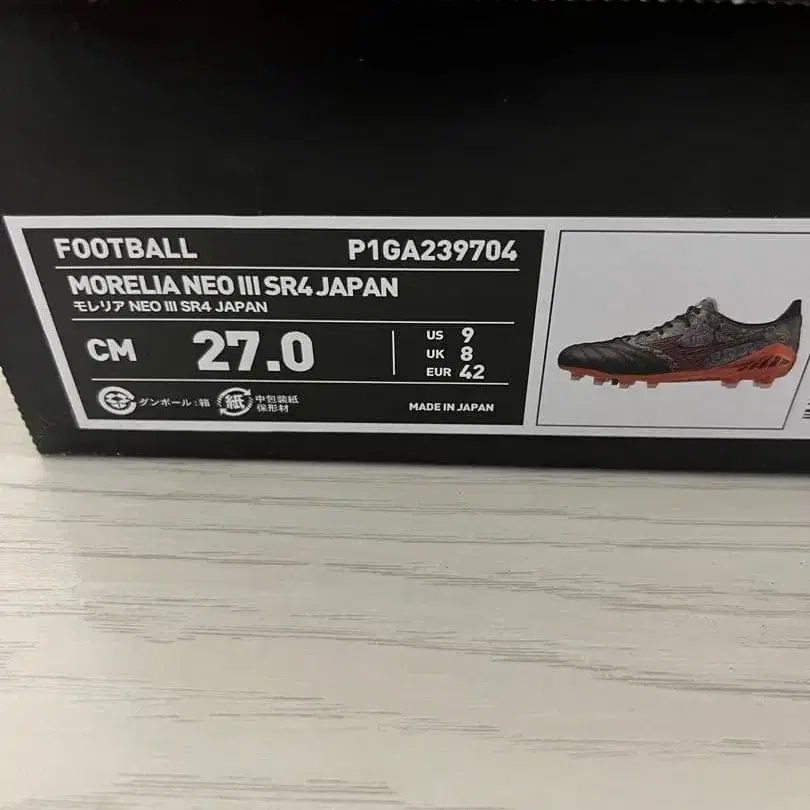 FOOTBALL P1GA239704
MORELIA NEO III SR4 JAPAN
モレリア NEO III SR4 JAPAN
CM 27.0
US 9
UK 8
EUR 42
ダンボール:箱 紙 中包装紙
保形材
MADE IN JAPAN